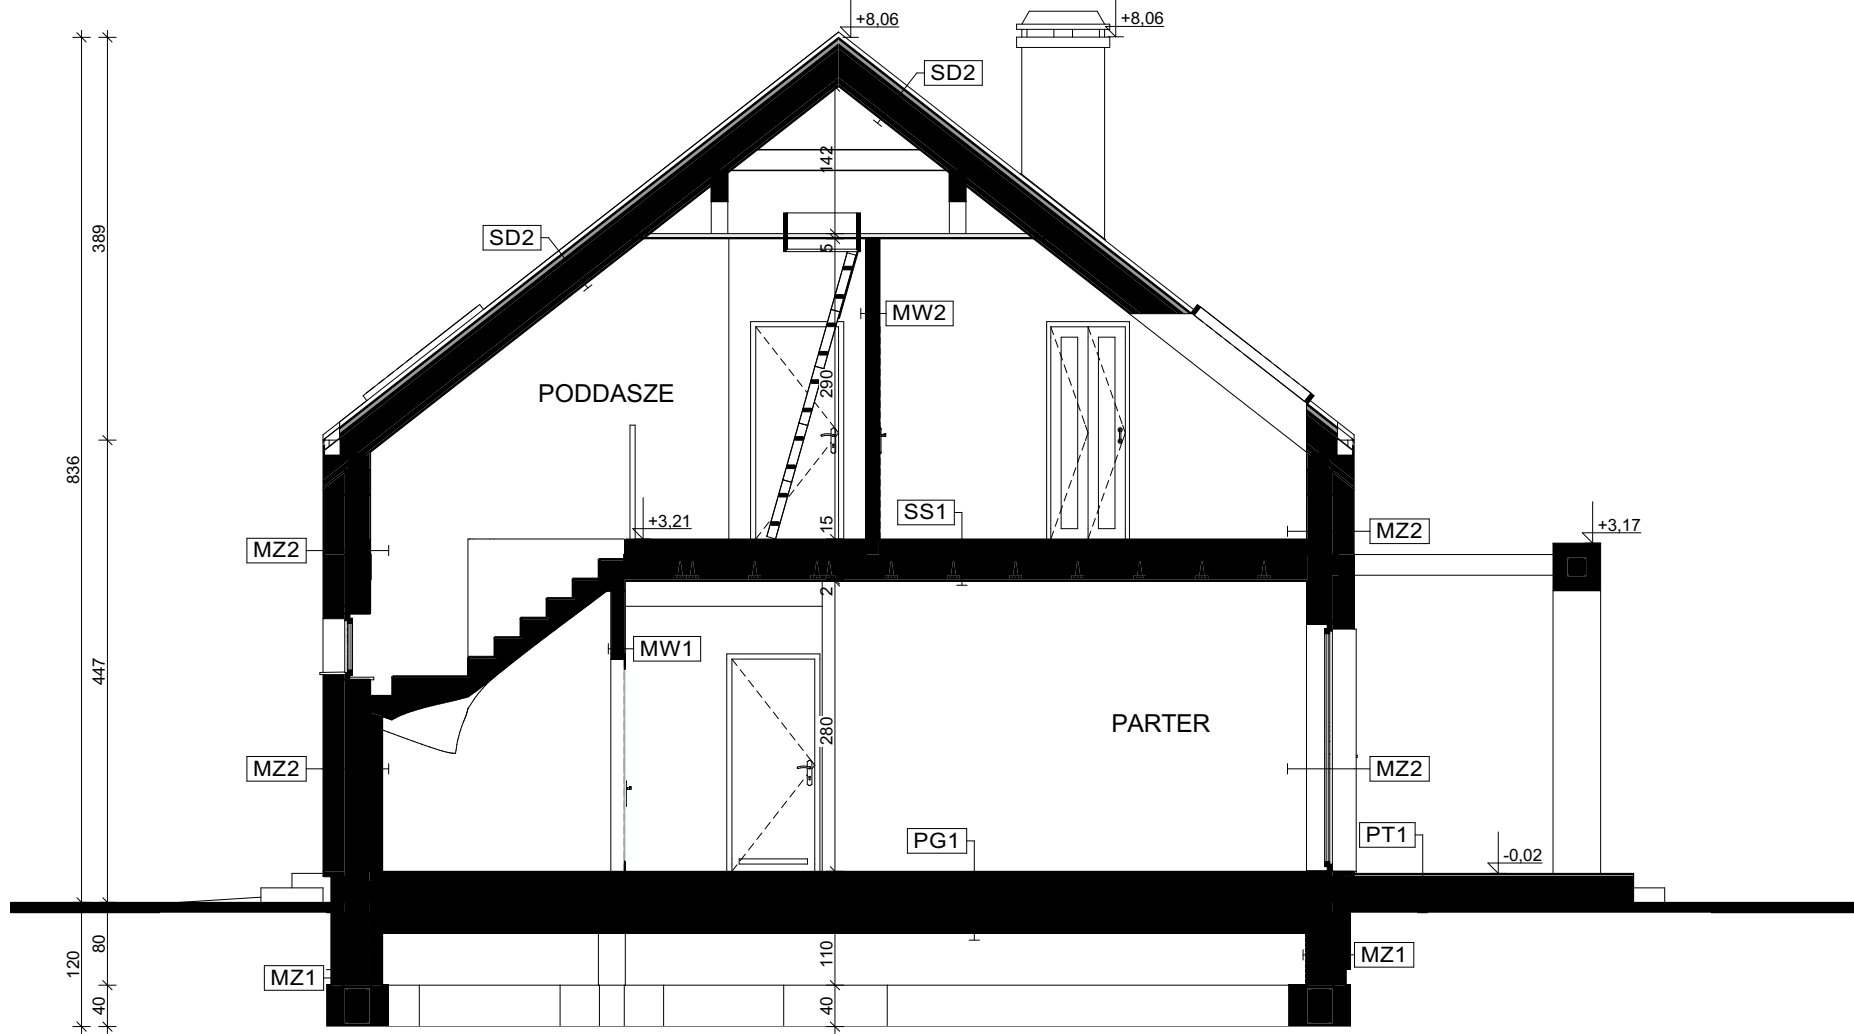 +8,06
+8,06
SD2
142
389
SD2
5
MW2
PODDASZE
290
836
SS1
15
+3,21
+3,17
MZ2
MZ2
2
MW1
447
PARTER
280
MZ2
MZ2
PG1
PT1
-0,02
80
110
120
MZ1
MZ1
40
40